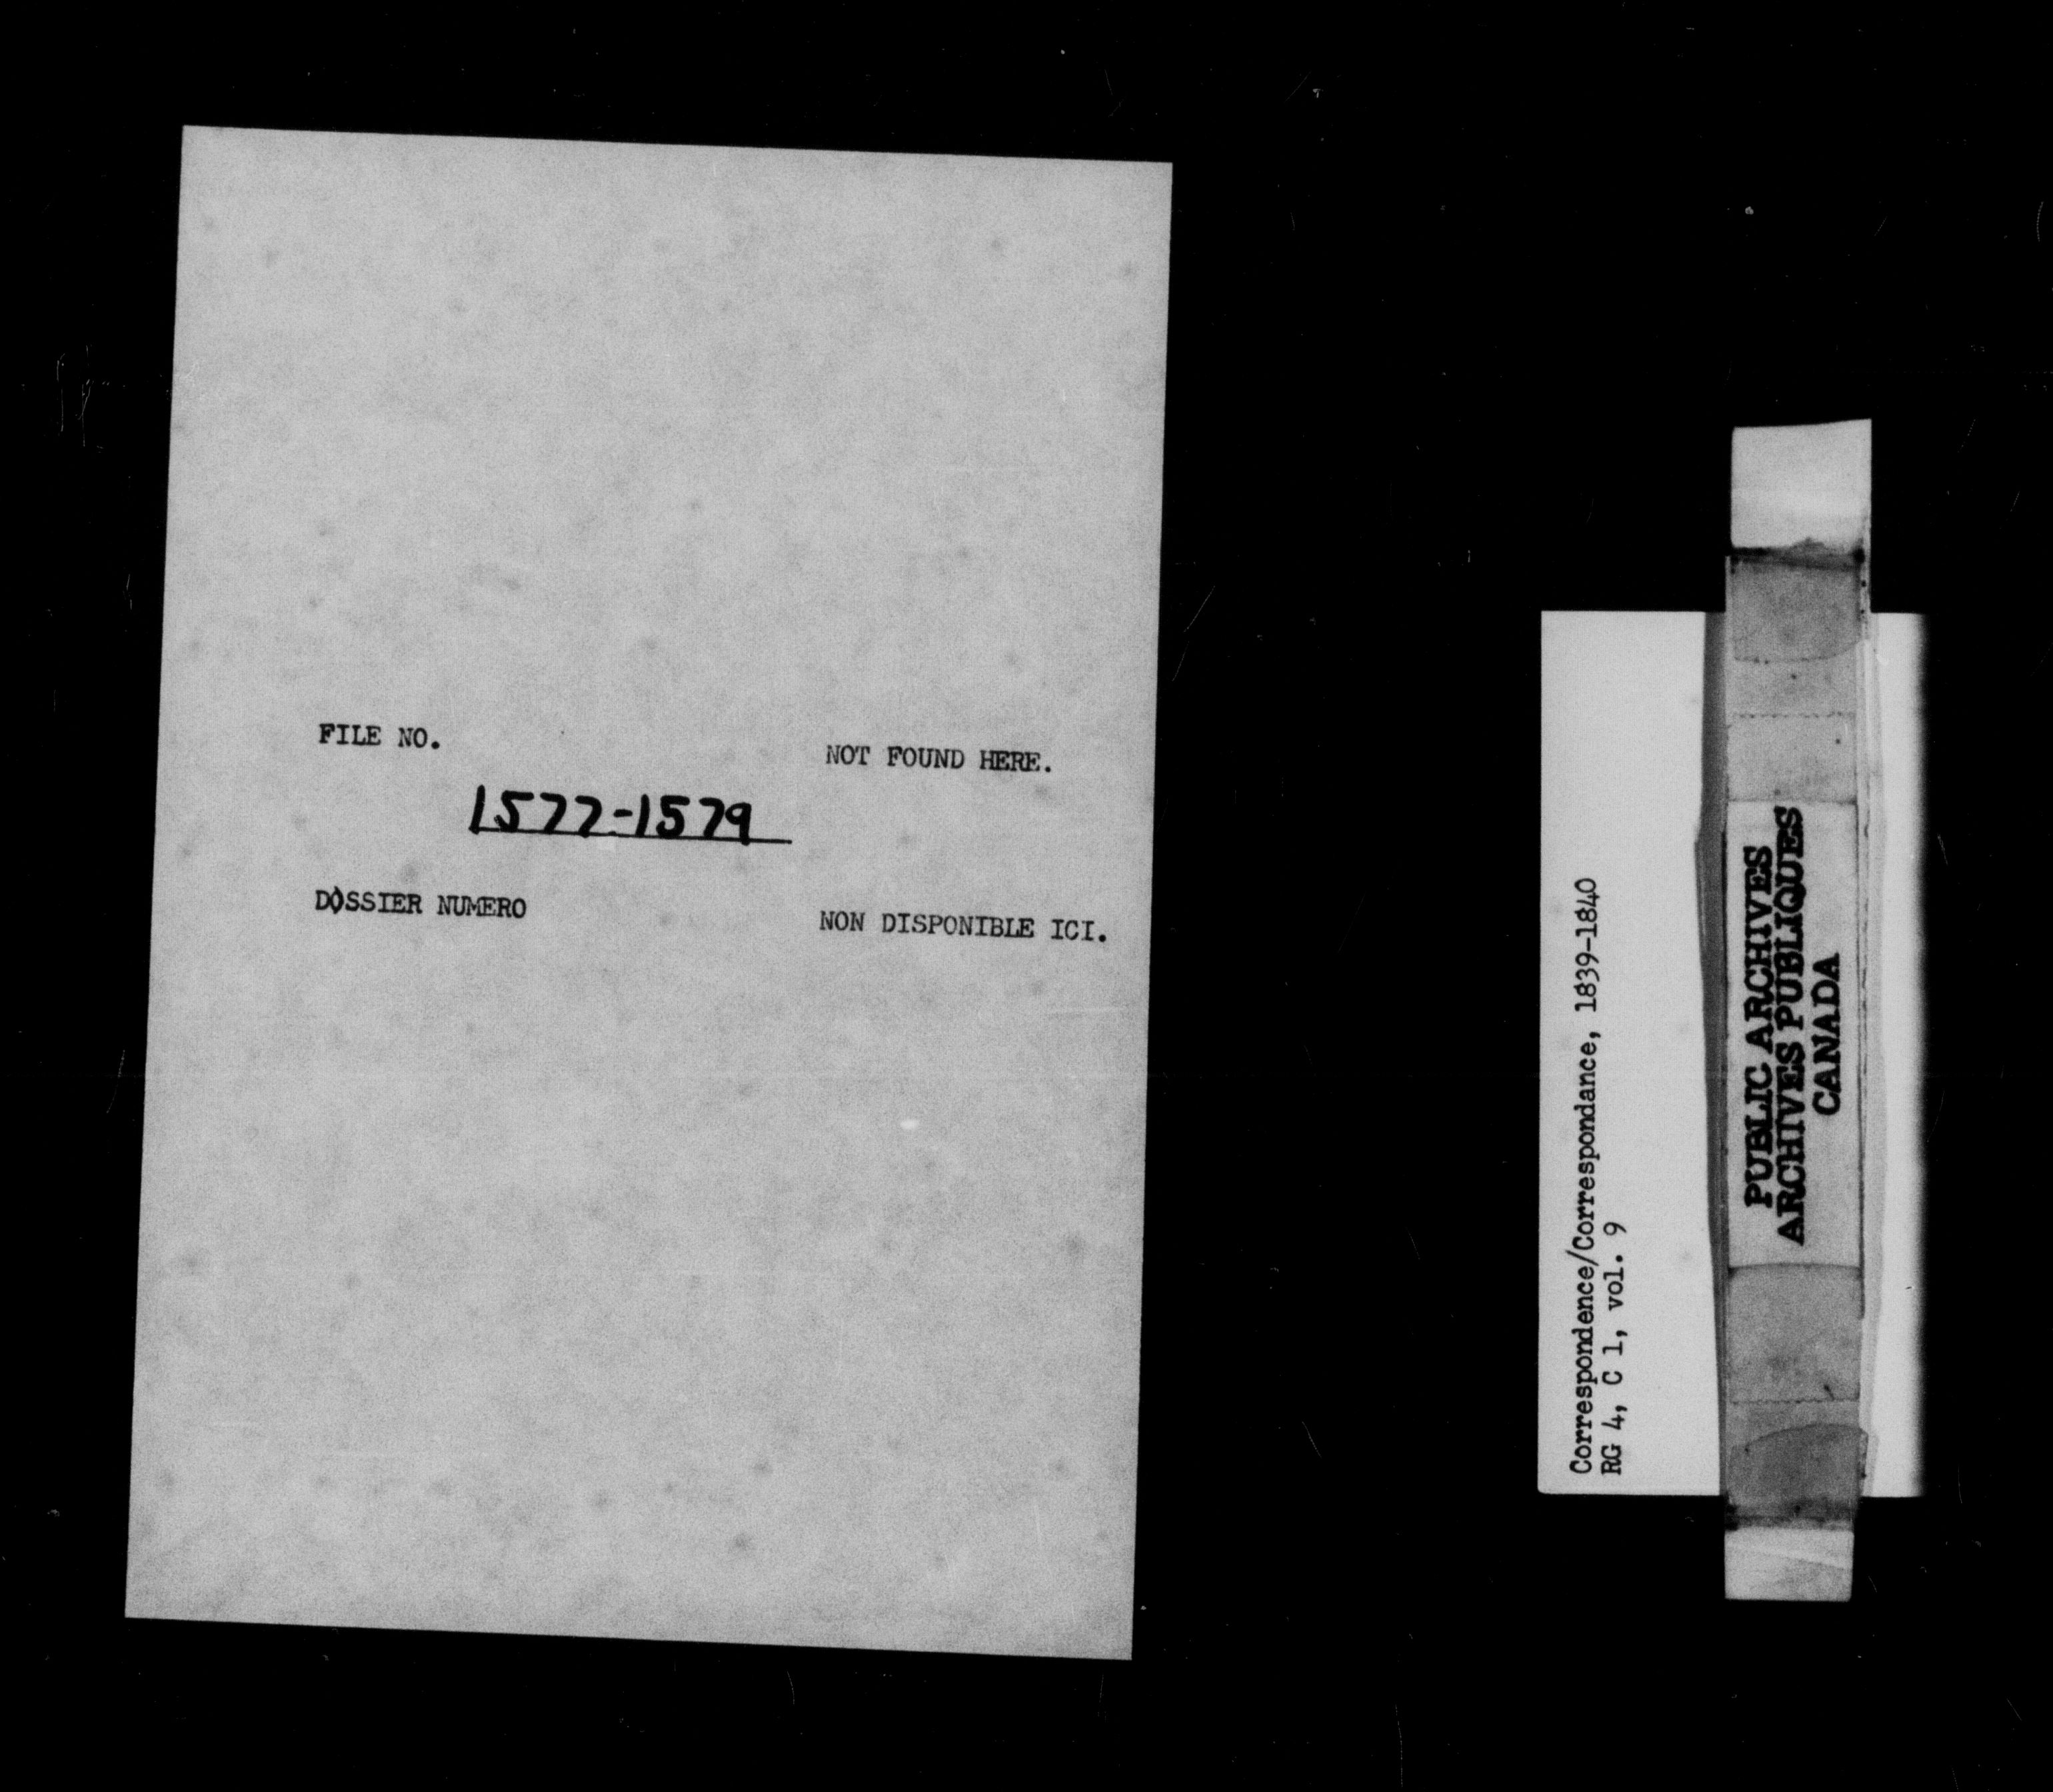 FILE NO.
NOT FOUND HERE.
1577-1579
DOSSIER NUMERO
NON DISPONIBLE ICI.
Correspondence/Correspondance, 1839-1840
RG 4, C 1, vol. 9
PUBLIC ARCHIVES
ARCHIVES PUBLIQUES
CANADA